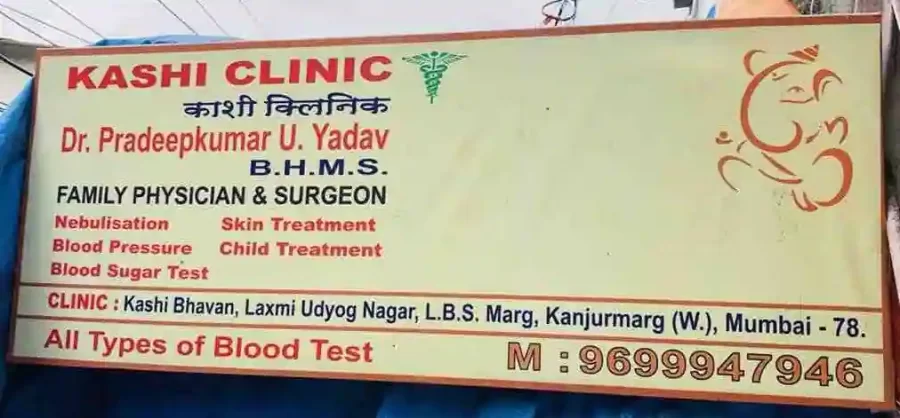 KASHI CLINIC
काशी क्लिनिक
Dr. Pradeepkumar U. Yadav
B.H.M.S.
FAMILY PHYSICIAN & SURGEON
Nebulisation Skin Treatment
Blood Pressure Child Treatment
Blood Sugar Test
CLINIC : Kashi Bhavan, Laxmi Udyog Nagar, L.B.S. Marg, Kanjurmarg (W.), Mumbai - 78.
All Types of Blood Test M : 9699947946